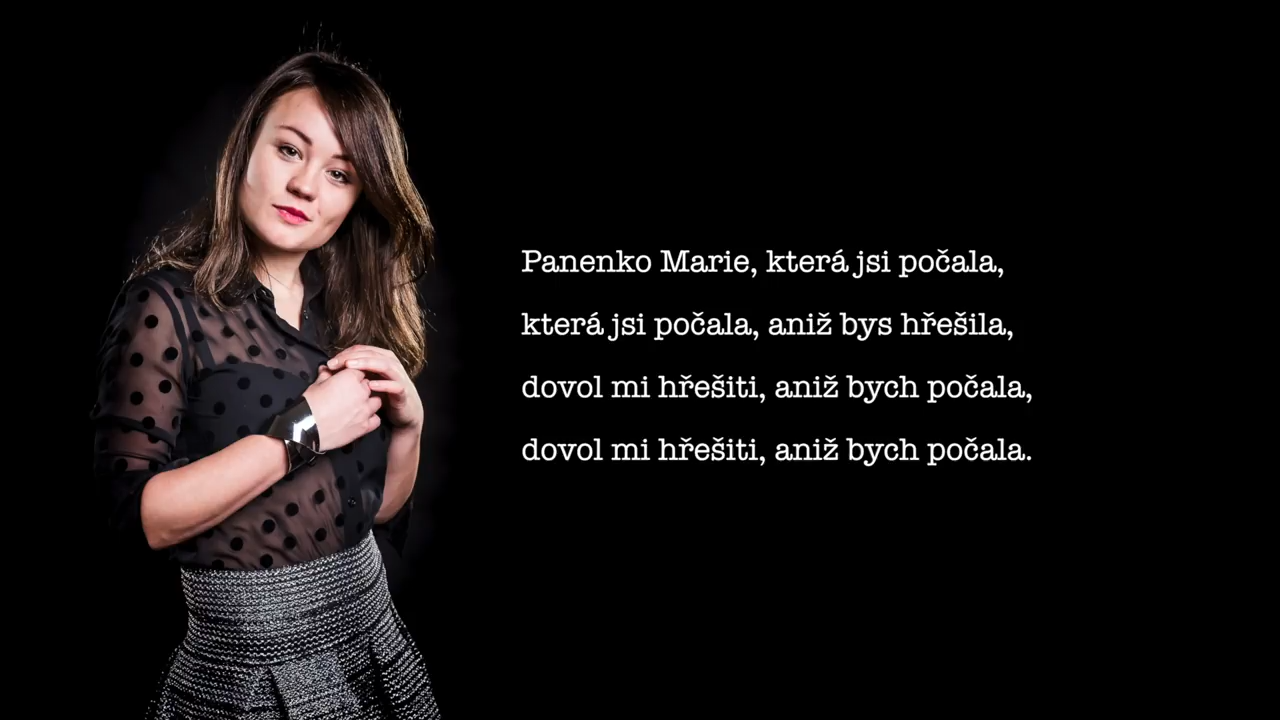 Panenko Marie, která jsi počala,
která jsi počala, aniž bys hřešila,
dovol mi hřešiti, aniž bych počala,
dovol mi hřešiti, aniž bych počala.